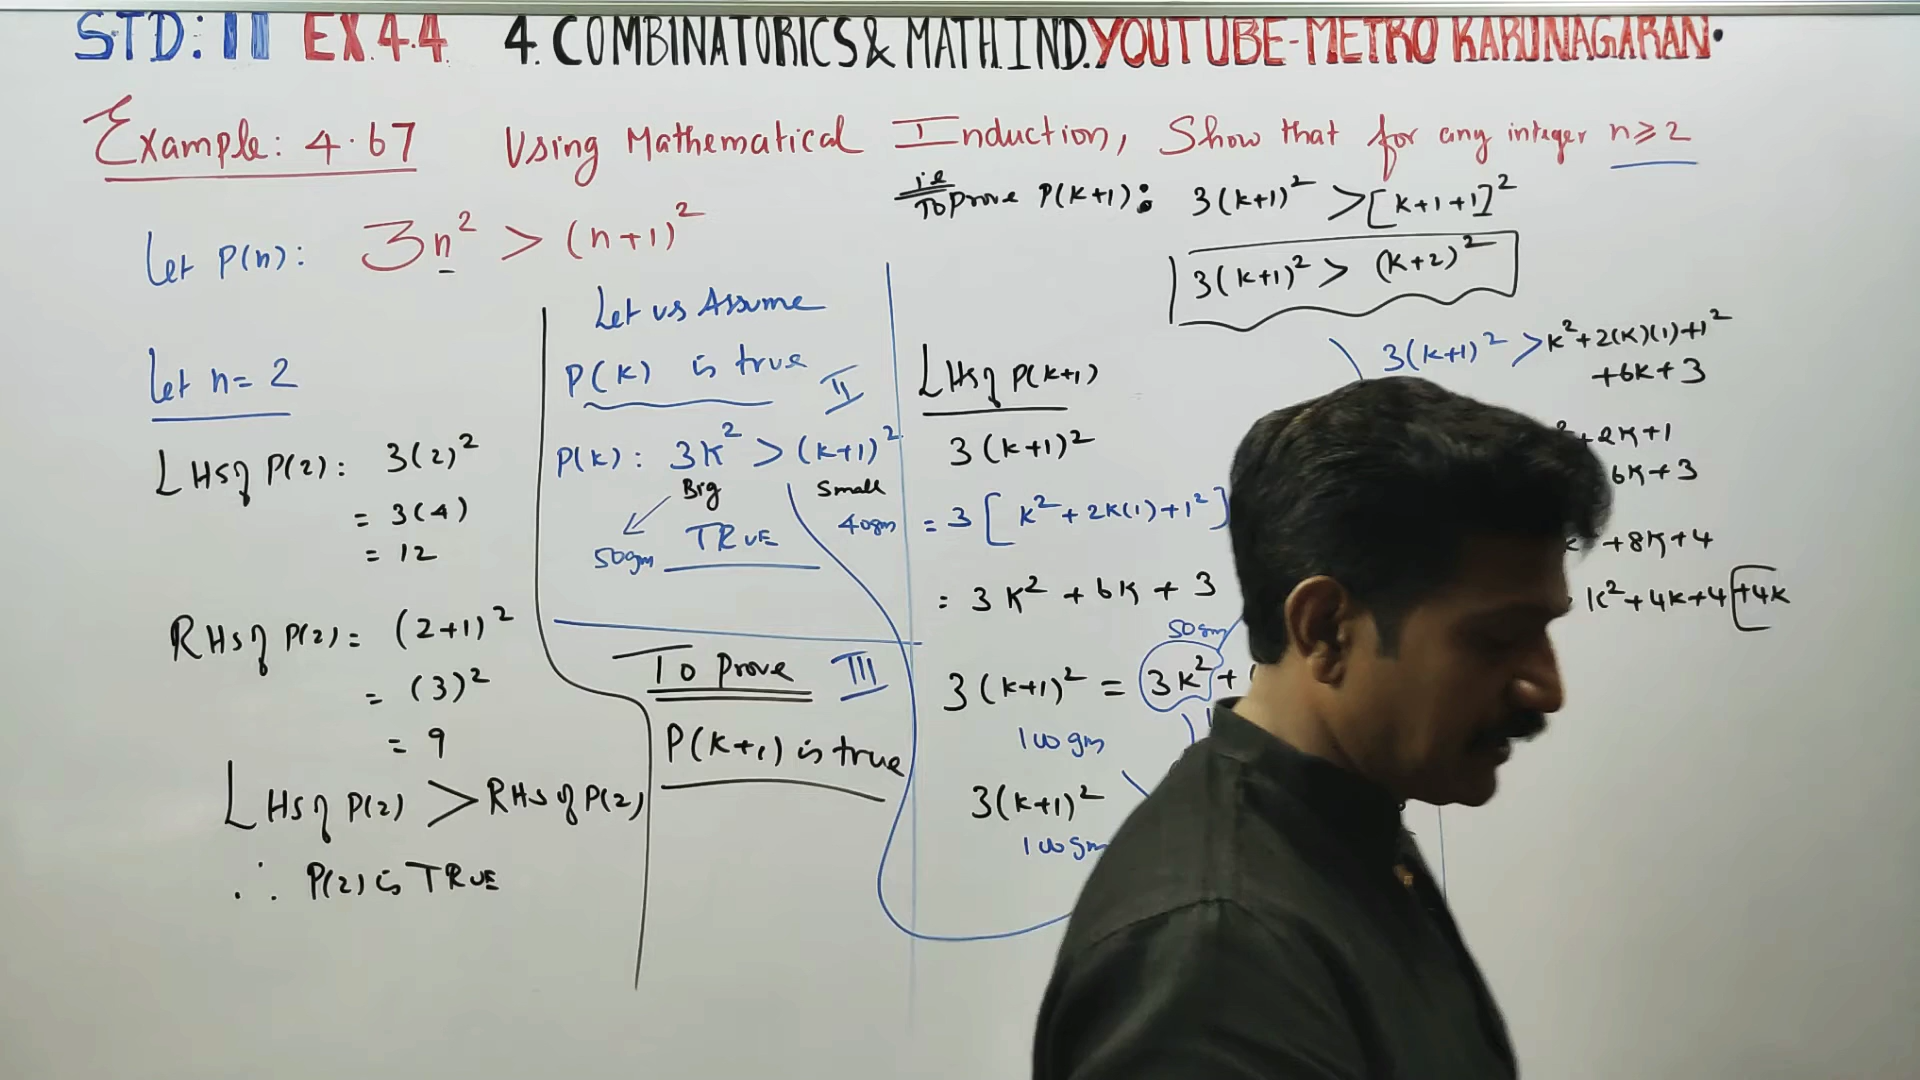 STD: 11 EX 4.4 4. COMBINATORICS & MATH.IND. YOUTUBE-METRO KARUNAGARAN.
Example: 4.67 Using Mathematical Induction, Show that for any integer n ≥ 2
Let P(n): 3n² > (n+1)²
Let n = 2
LHS of P(2): 3(2)²
= 3(4)
= 12
RHS of P(2) = (2+1)²
= (3)²
= 9
LHS of P(2) > RHS of P(2)
∴ P(2) is TRUE
Let us Assume
P(k) is true II
P(k): 3k² > (k+1)²
Big Small
50gm TRUE 40gm
To prove III
P(k+1) is true
ie
To prove P(k+1): 3(k+1)² > [k+1+1]²
3(k+1)² > (k+2)²
LHS of P(k+1)
3(k+1)²
= 3[k²+2k(1)+1²]
= 3k² + 6k + 3
50gm
3(k+1)² = 3k² +
100gm
3(k+1)²
100gm
3(k+1)² > k²+2(k)(1)+1²
+6k+3
+2k+1
6k+3
+8k+4
k²+4k+4+4k